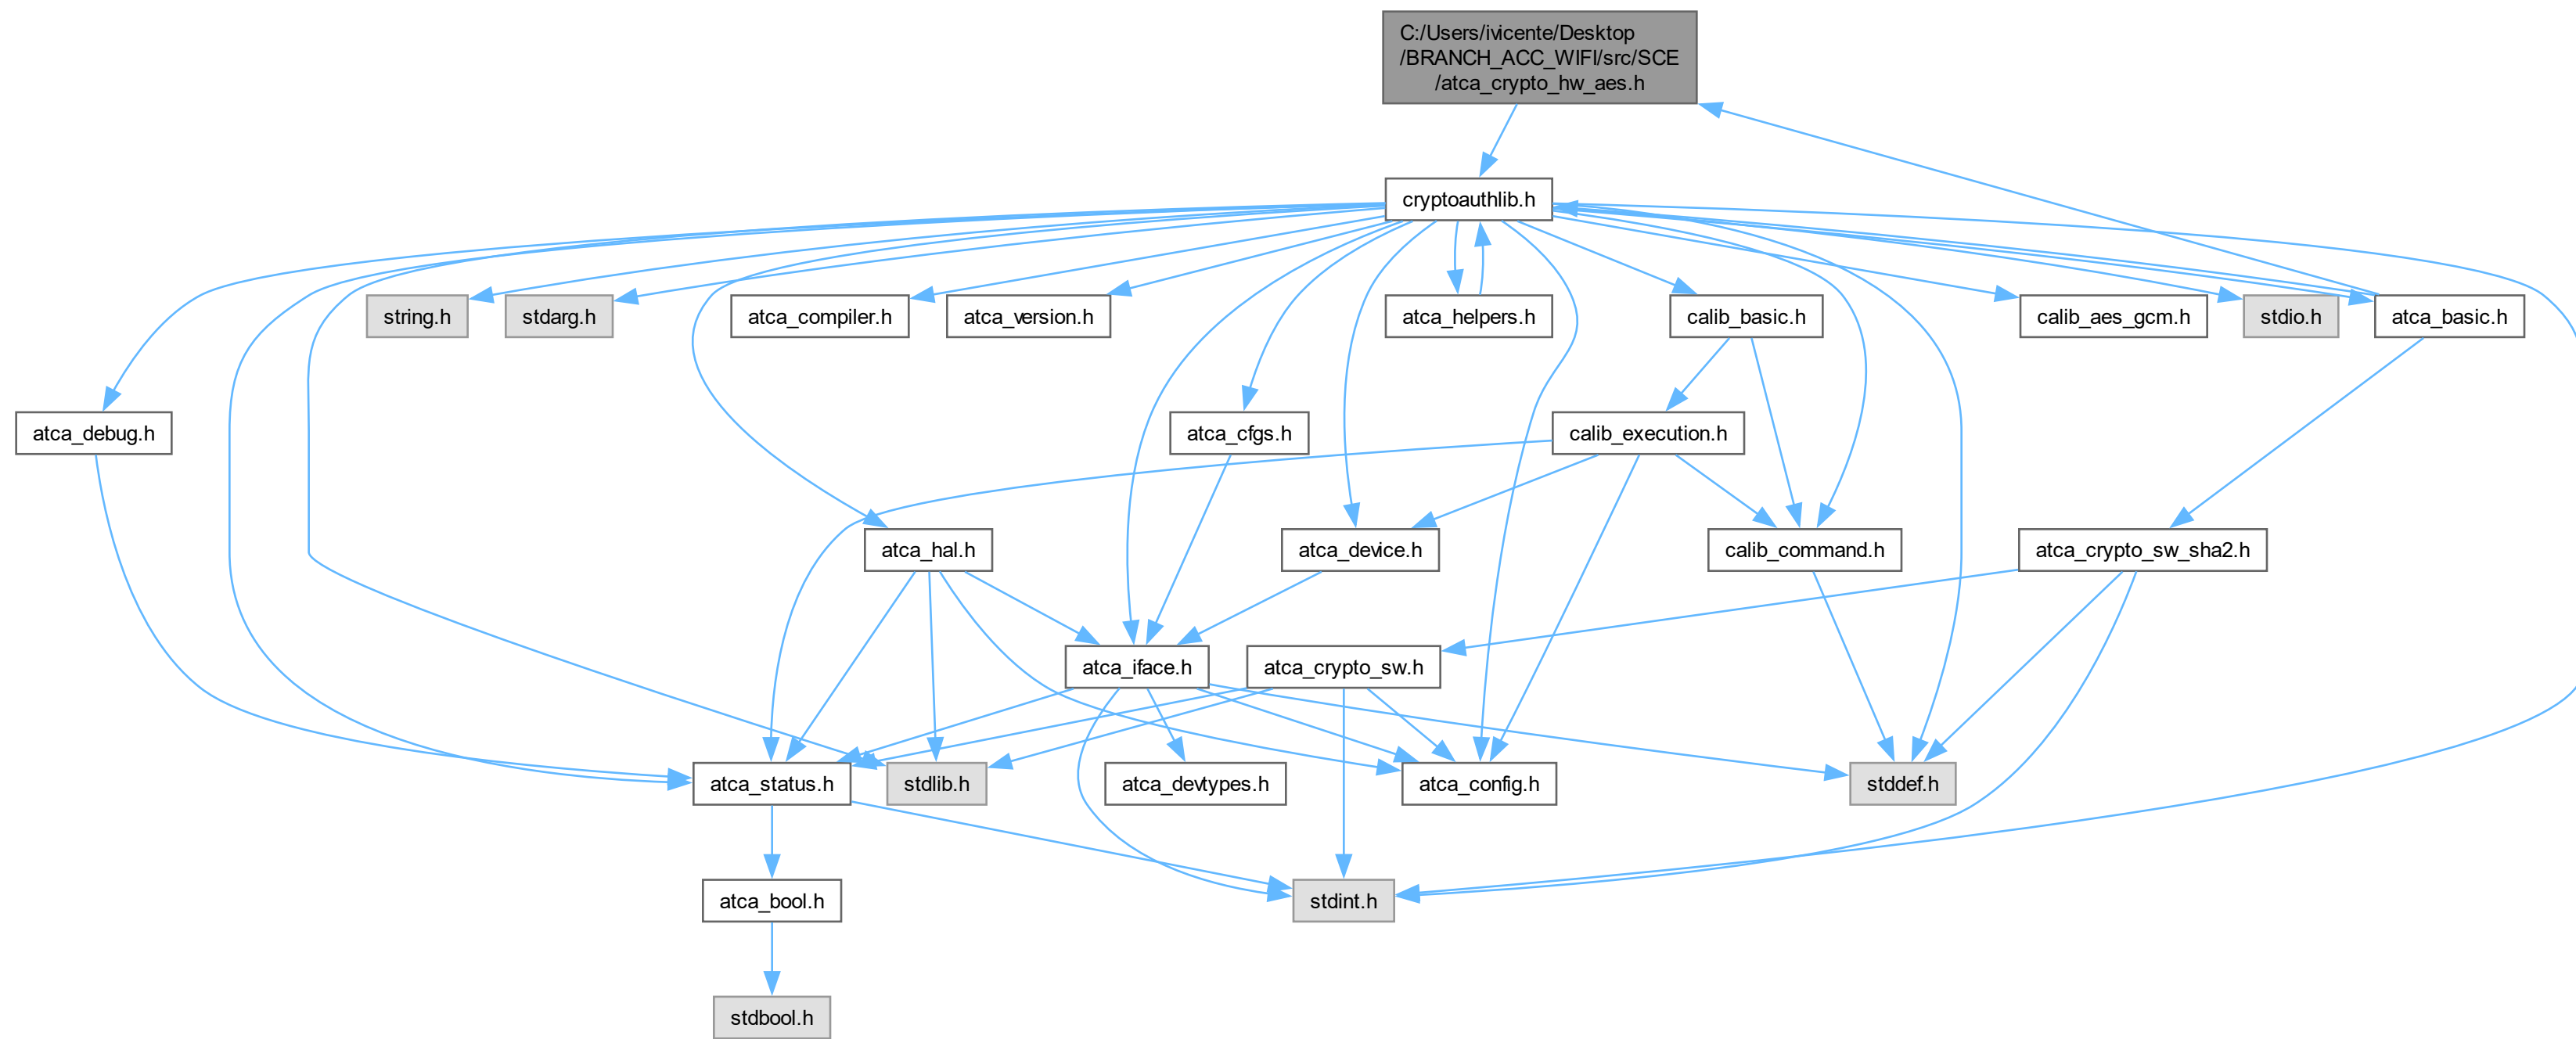 C:/Users/ivicente/Desktop
/BRANCH_ACC_WIFI/src/SCE
/atca_crypto_hw_aes.h
cryptoauthlib.h
string.h
stdarg.h
atca_compiler.h
atca_version.h
atca_helpers.h
calib_basic.h
calib_aes_gcm.h
stdio.h
atca_basic.h
atca_debug.h
atca_cfgs.h
calib_execution.h
atca_hal.h
atca_device.h
calib_command.h
atca_crypto_sw_sha2.h
atca_iface.h
atca_crypto_sw.h
atca_status.h
stdlib.h
atca_devtypes.h
atca_config.h
stddef.h
atca_bool.h
stdint.h
stdbool.h